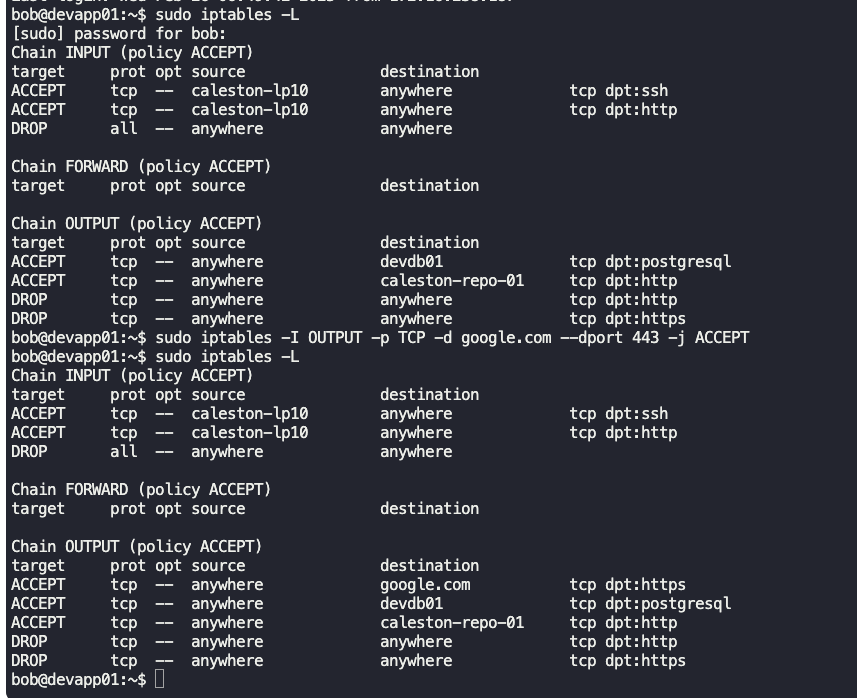 bob@devapp01:~$ sudo iptables -L
[sudo] password for bob:
Chain INPUT (policy ACCEPT)
target     prot opt source               destination
ACCEPT     tcp  --  caleston-lp10        anywhere             tcp dpt:ssh
ACCEPT     tcp  --  caleston-lp10        anywhere             tcp dpt:http
DROP       all  --  anywhere             anywhere

Chain FORWARD (policy ACCEPT)
target     prot opt source               destination

Chain OUTPUT (policy ACCEPT)
target     prot opt source               destination
ACCEPT     tcp  --  anywhere             devdb01              tcp dpt:postgresql
ACCEPT     tcp  --  anywhere             caleston-repo-01     tcp dpt:http
DROP       tcp  --  anywhere             anywhere             tcp dpt:http
DROP       tcp  --  anywhere             anywhere             tcp dpt:https
bob@devapp01:~$ sudo iptables -I OUTPUT -p TCP -d google.com --dport 443 -j ACCEPT
bob@devapp01:~$ sudo iptables -L
Chain INPUT (policy ACCEPT)
target     prot opt source               destination
ACCEPT     tcp  --  caleston-lp10        anywhere             tcp dpt:ssh
ACCEPT     tcp  --  caleston-lp10        anywhere             tcp dpt:http
DROP       all  --  anywhere             anywhere

Chain FORWARD (policy ACCEPT)
target     prot opt source               destination

Chain OUTPUT (policy ACCEPT)
target     prot opt source               destination
ACCEPT     tcp  --  anywhere             google.com           tcp dpt:https
ACCEPT     tcp  --  anywhere             devdb01              tcp dpt:postgresql
ACCEPT     tcp  --  anywhere             caleston-repo-01     tcp dpt:http
DROP       tcp  --  anywhere             anywhere             tcp dpt:http
DROP       tcp  --  anywhere             anywhere             tcp dpt:https
bob@devapp01:~$